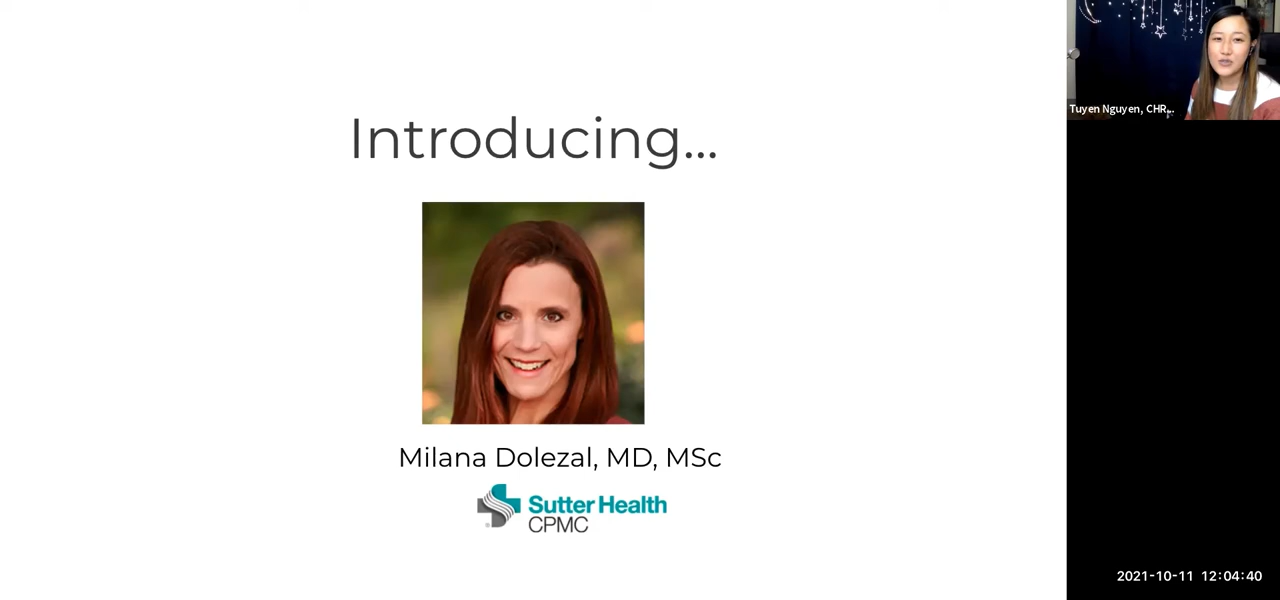 Introducing...
Milana Dolezal, MD, MSc
Sutter Health
CPMC
Tuyen Nguyen, CHR...
2021-10-11 12:04:40